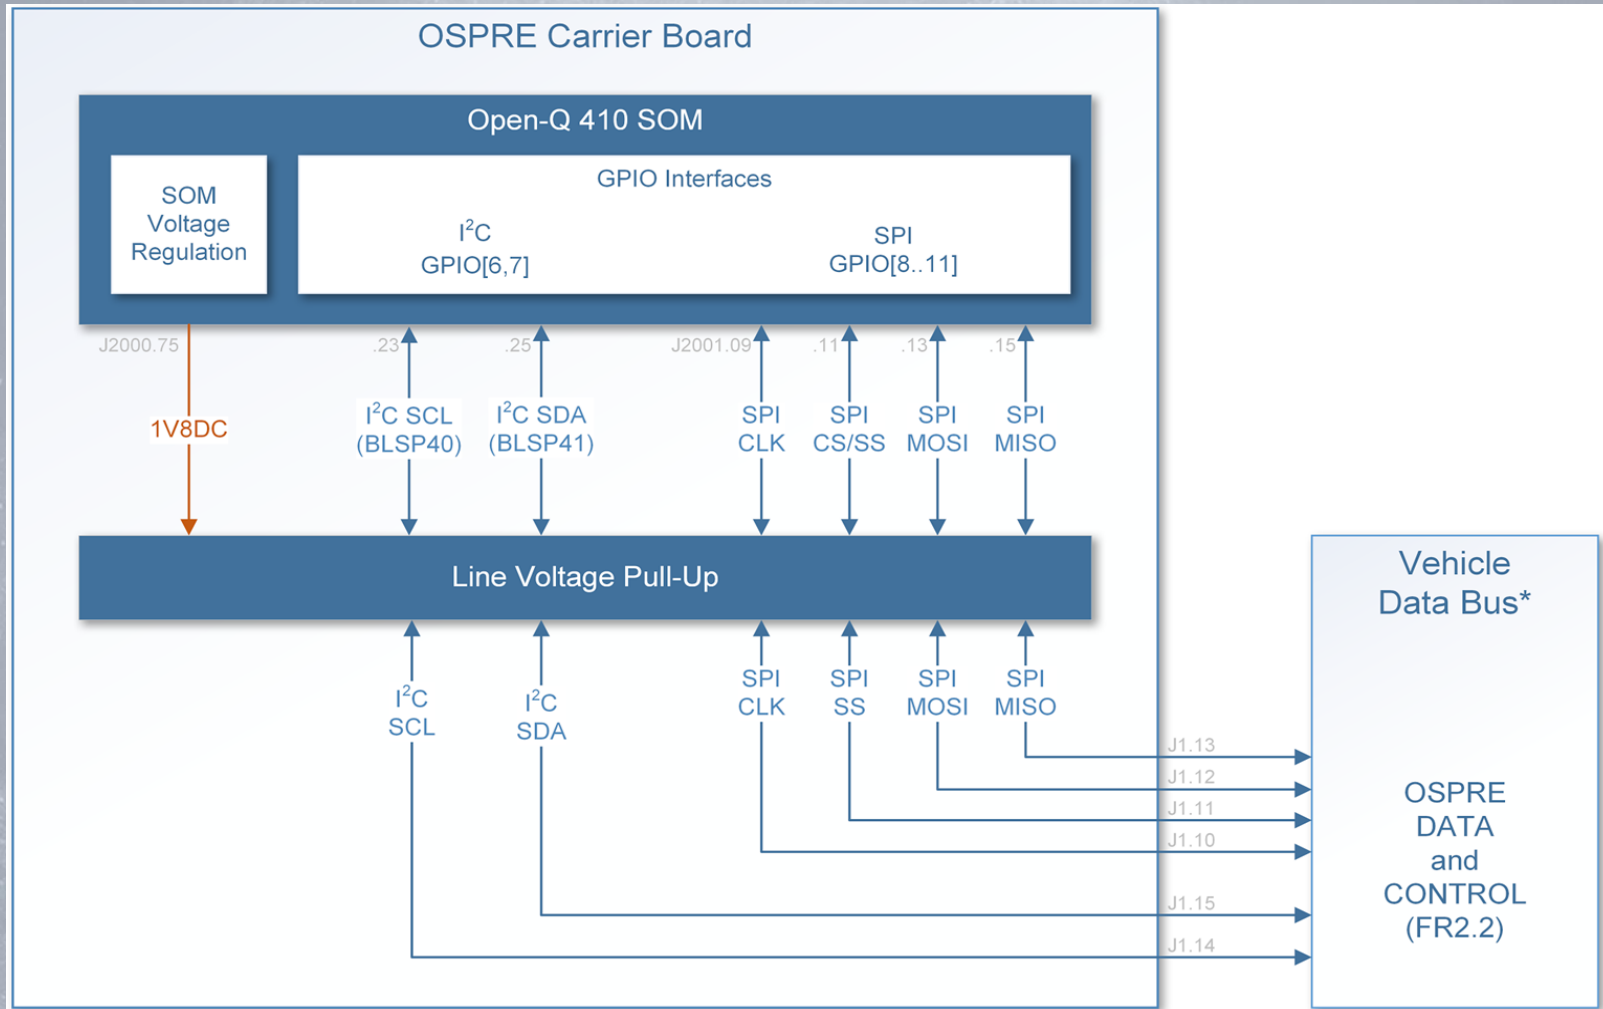 OSPRE Carrier Board
Open-Q 410 SOM
SOM
Voltage
Regulation
GPIO Interfaces
I²C
GPIO[6,7]
SPI
GPIO[8..11]
J2000.75
.23
.25
J2001.09
.11
.13
.15
1V8DC
I²C SCL
(BLSP40)
I²C SDA
(BLSP41)
SPI
CLK
SPI
CS/SS
SPI
MOSI
SPI
MISO
Line Voltage Pull-Up
I²C
SCL
I²C
SDA
SPI
CLK
SPI
SS
SPI
MOSI
SPI
MISO
J1.13
J1.12
J1.11
J1.10
J1.15
J1.14
Vehicle
Data Bus*
OSPRE
DATA
and
CONTROL
(FR2.2)